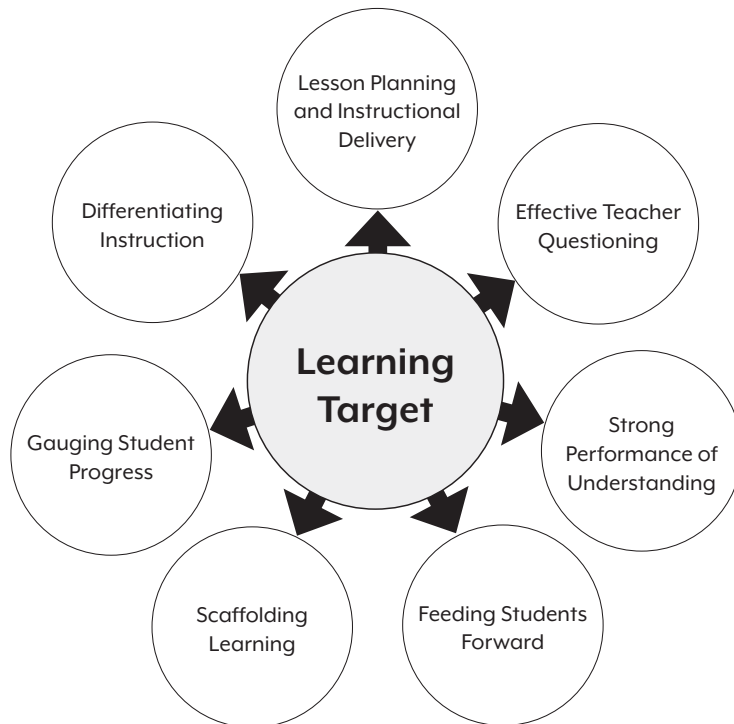 Lesson Planning
and Instructional
Delivery
Effective Teacher
Questioning
Strong
Performance of
Understanding
Feeding Students
Forward
Scaffolding
Learning
Gauging Student
Progress
Differentiating
Instruction
Learning
Target